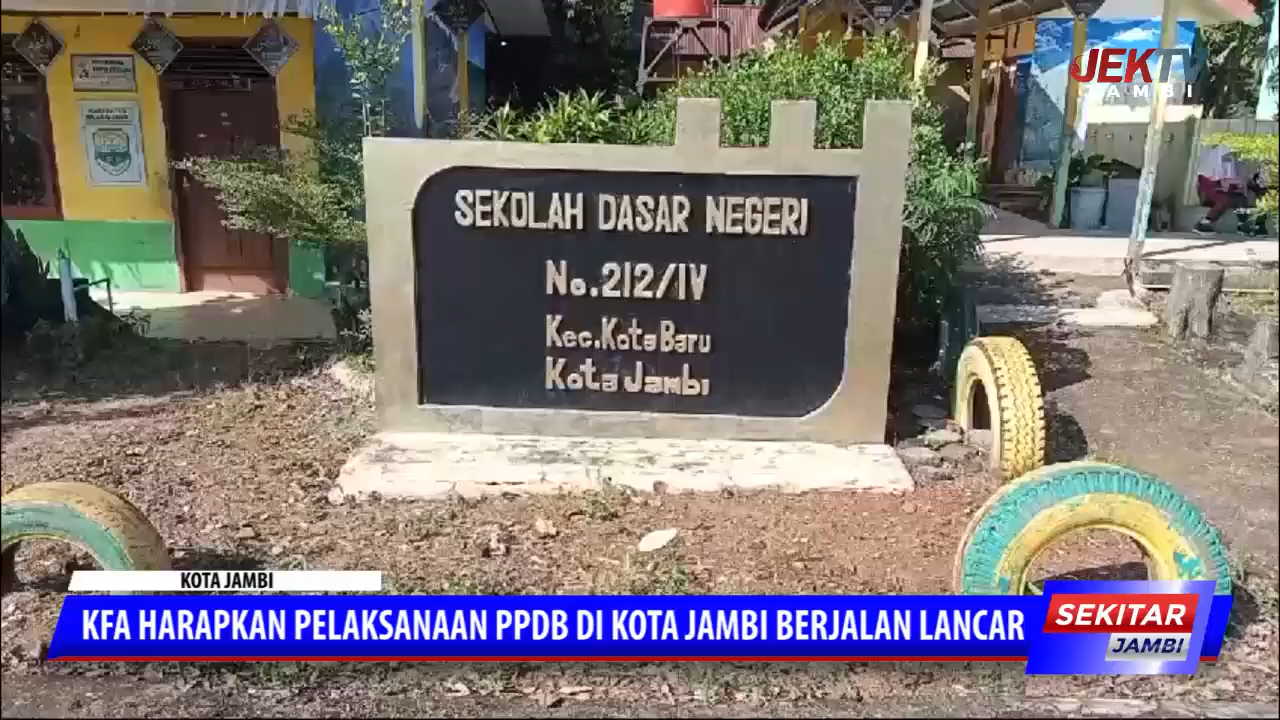 JEKTV
JAMBI
SEKOLAH DASAR NEGERI
No.212/IV
Kec.Kota Baru
Kota Jambi
KOTA JAMBI
KFA HARAPKAN PELAKSANAAN PPDB DI KOTA JAMBI BERJALAN LANCAR
SEKITAR
JAMBI